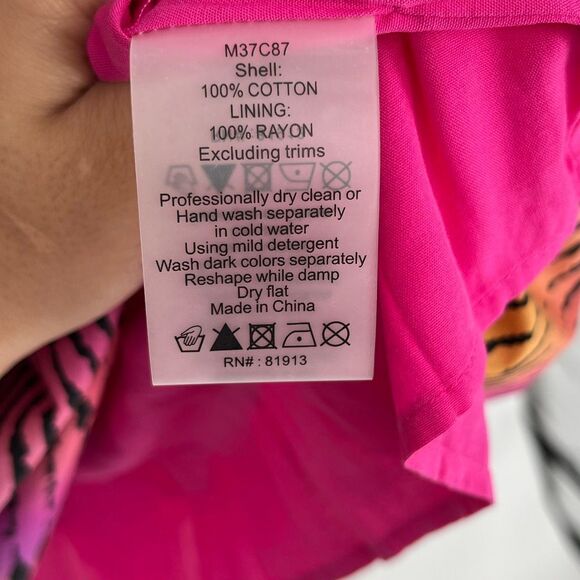 M37C87
Shell:
100% COTTON
LINING:
100% RAYON
Excluding trims
Professionally dry clean or
Hand wash separately
in cold water
Using mild detergent
Wash dark colors separately
Reshape while damp
Dry flat
Made in China
RN# : 81913